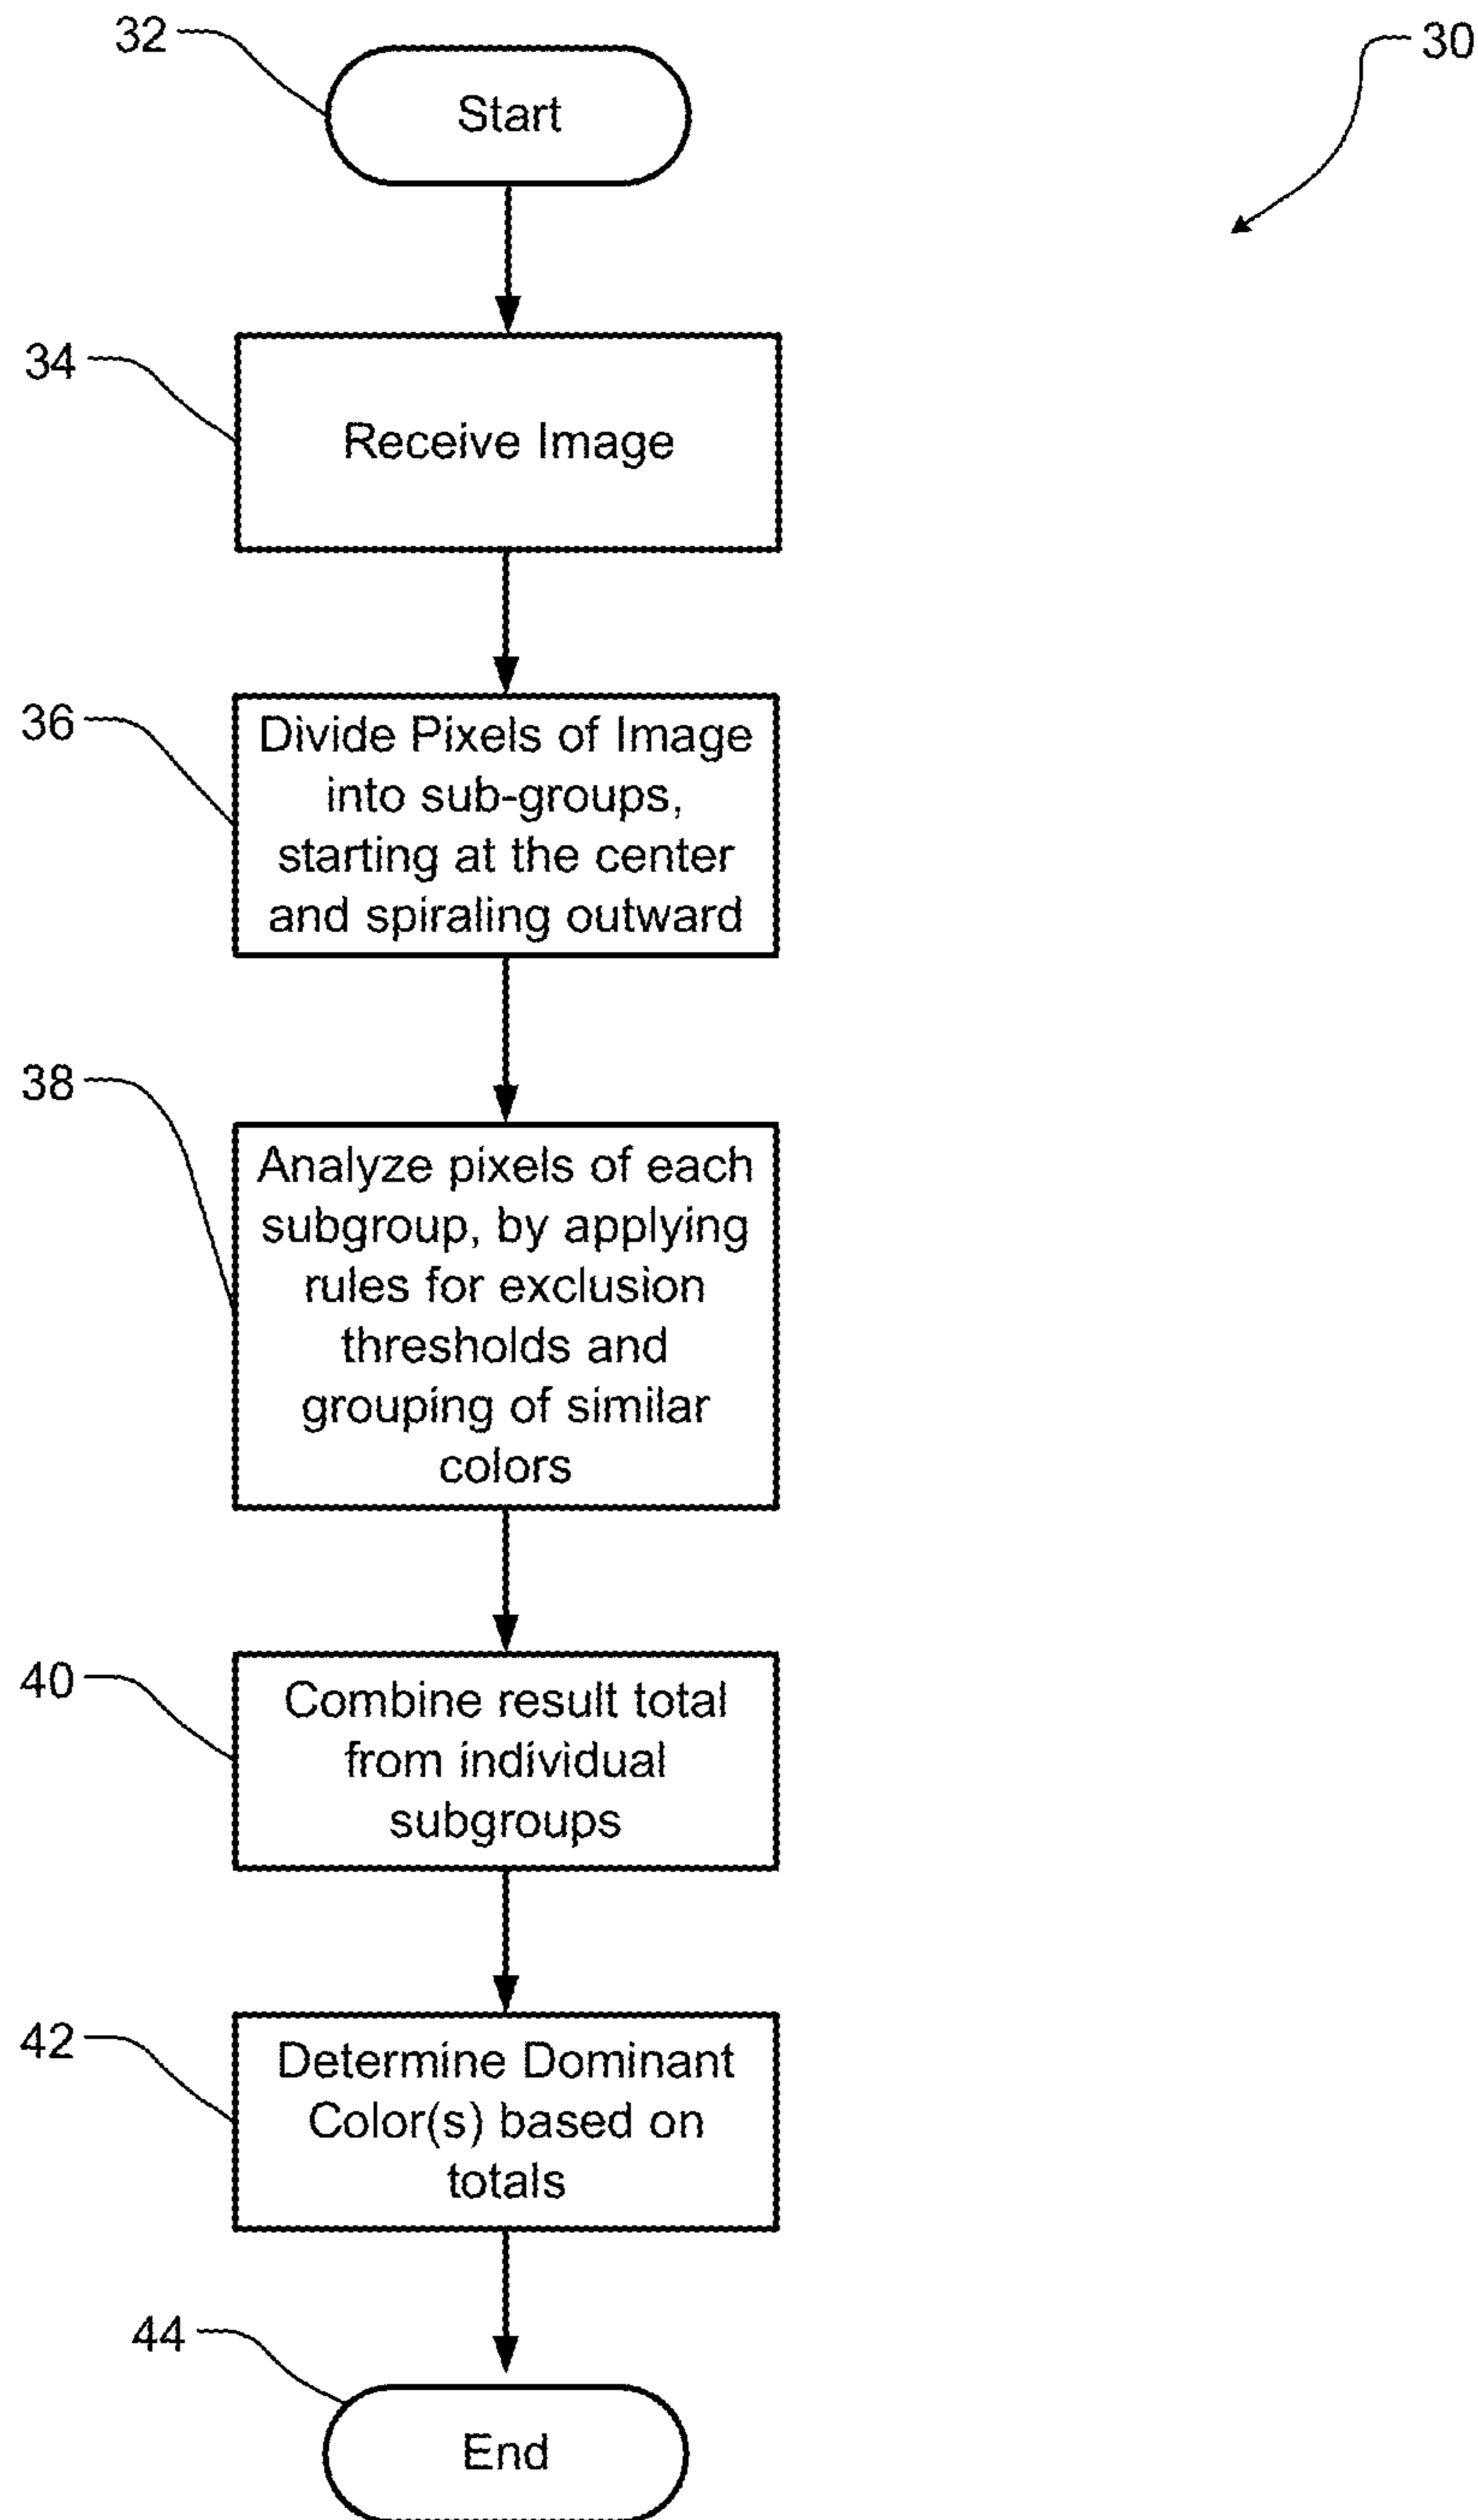 32
Start
30
34
Receive Image
36
Divide Pixels of Image
into sub-groups,
starting at the center
and spiraling outward
38
Analyze pixels of each
subgroup, by applying
rules for exclusion
thresholds and
grouping of similar
colors
40
Combine result total
from individual
subgroups
42
Determine Dominant
Color(s) based on
totals
44
End